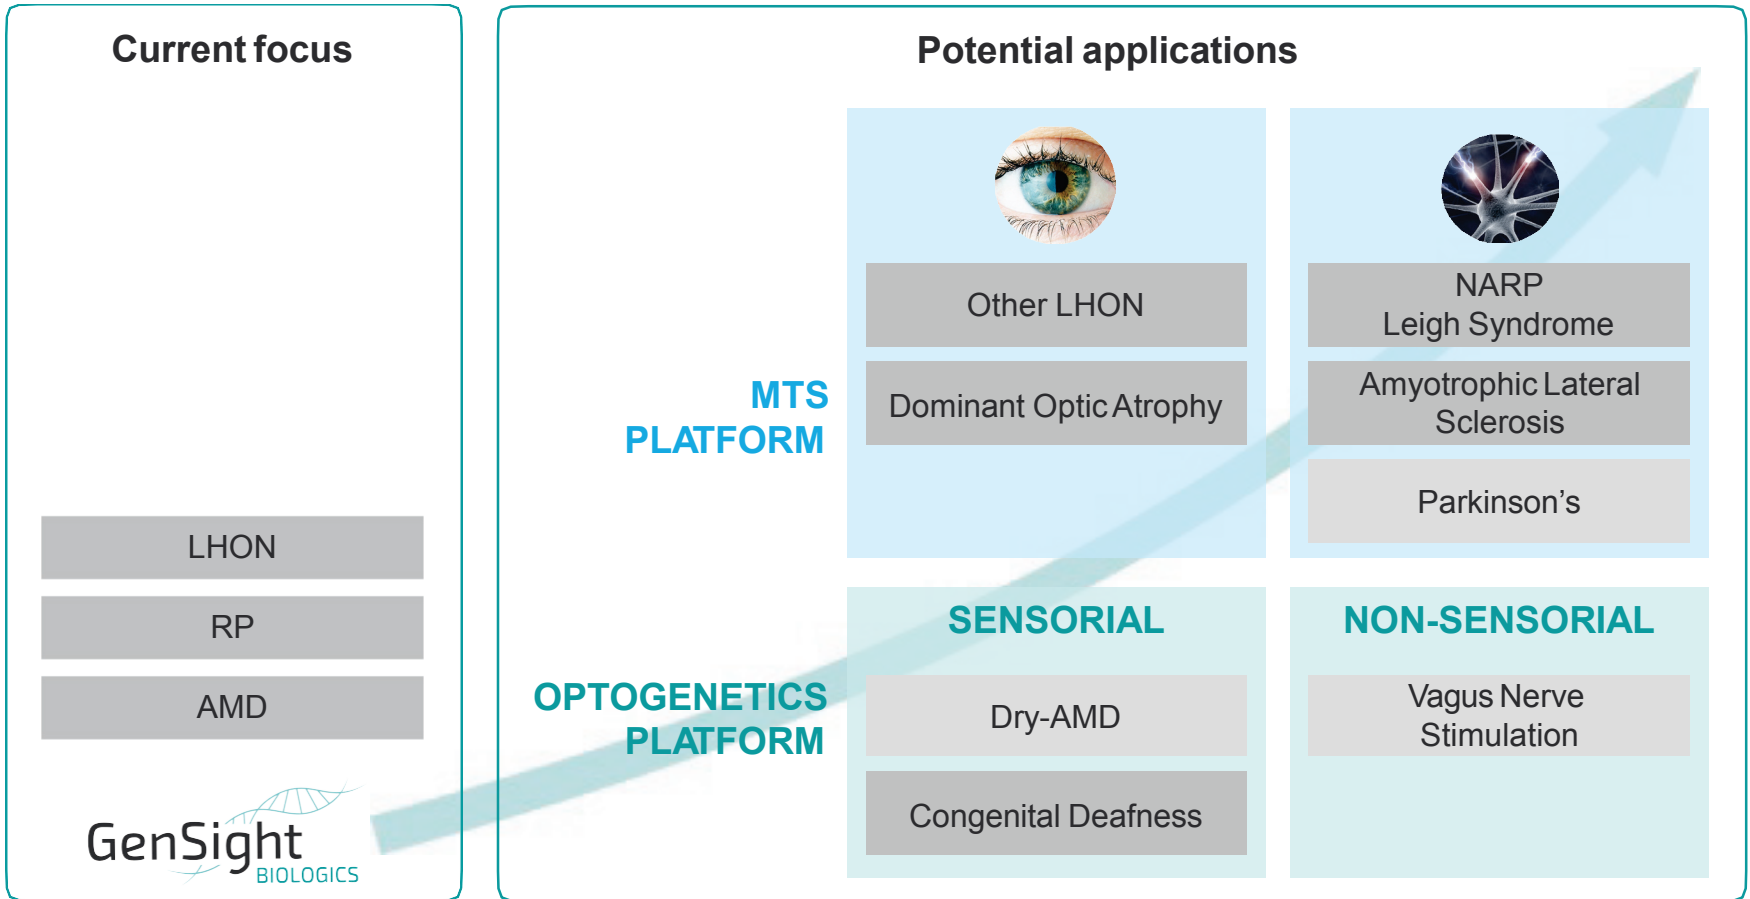 Current focus
LHON
RP
AMD
GenSight
BIOLOGICS
Potential applications
MTS
PLATFORM
Other LHON
Dominant Optic Atrophy
NARP
Leigh Syndrome
Amyotrophic Lateral
Sclerosis
Parkinson’s
OPTOGENETICS
PLATFORM
SENSORIAL
Dry-AMD
Congenital Deafness
NON-SENSORIAL
Vagus Nerve
Stimulation